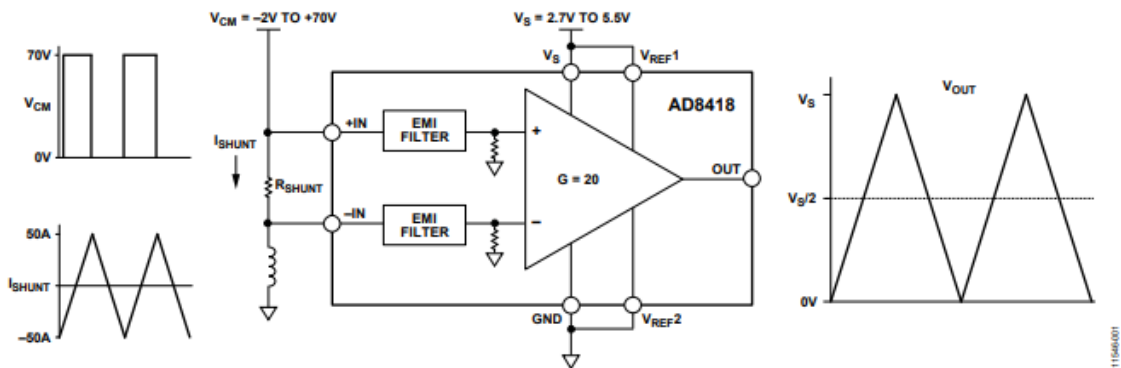 VCM = –2V TO +70V
VS = 2.7V TO 5.5V
70V
VCM
0V
ISHUNT
50A
ISHUNT
–50A
RSHUNT
VS
VREF1
AD8418
+IN
EMI
FILTER
+
G = 20
OUT
–IN
EMI
FILTER
–
GND
VREF2
VOUT
VS
VS/2
0V
11546-001